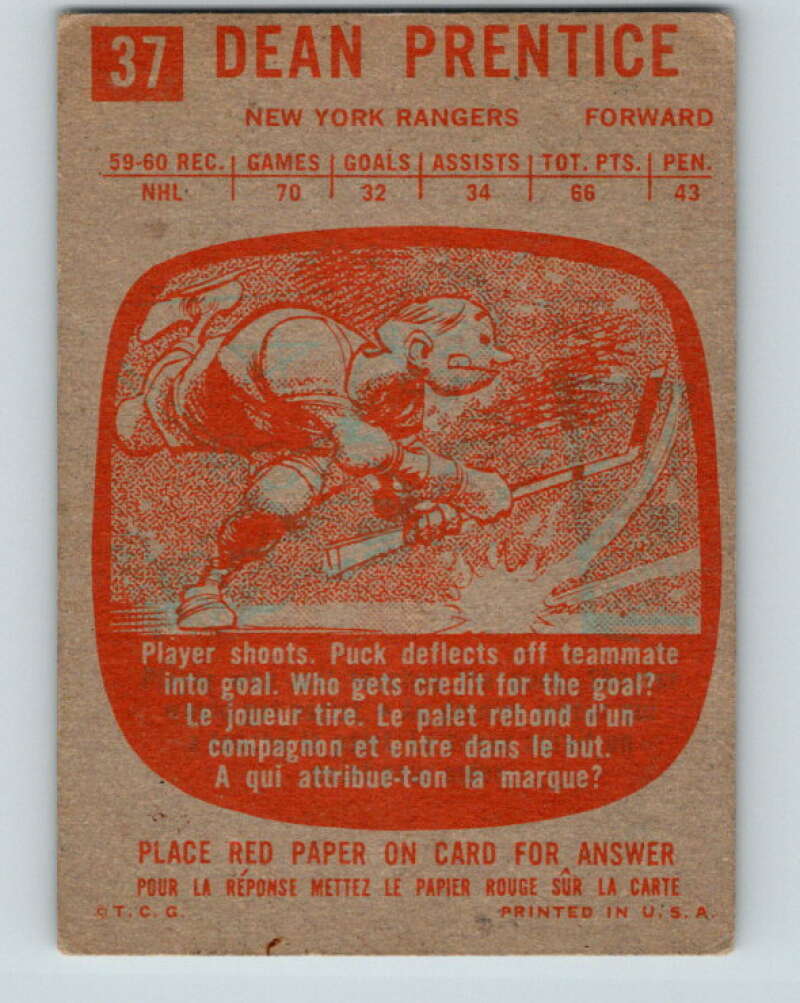 37 DEAN PRENTICE
NEW YORK RANGERS FORWARD
59-60 REC. GAMES GOALS ASSISTS TOT. PTS. PEN.
NHL 70 32 34 66 43
Player shoots. Puck deflects off teammate
into goal. Who gets credit for the goal?
Le joueur tire. Le palet rebond d'un
compagnon et entre dans le but.
A qui attribue-t-on la marque?
PLACE RED PAPER ON CARD FOR ANSWER
POUR LA RÉPONSE METTEZ LE PAPIER ROUGE SÛR LA CARTE
© T. C. G. PRINTED IN U. S. A.